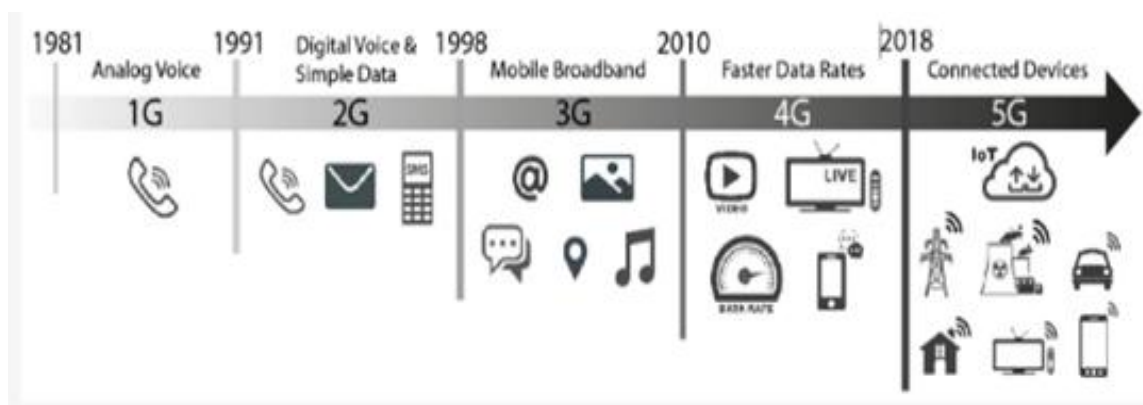 1981
Analog Voice
1G
1991
Digital Voice &
Simple Data
2G
SMS
1998
Mobile Broadband
3G
@
2010
Faster Data Rates
4G
VIDEO
LIVE
DATA RATE
2018
Connected Devices
5G
IoT